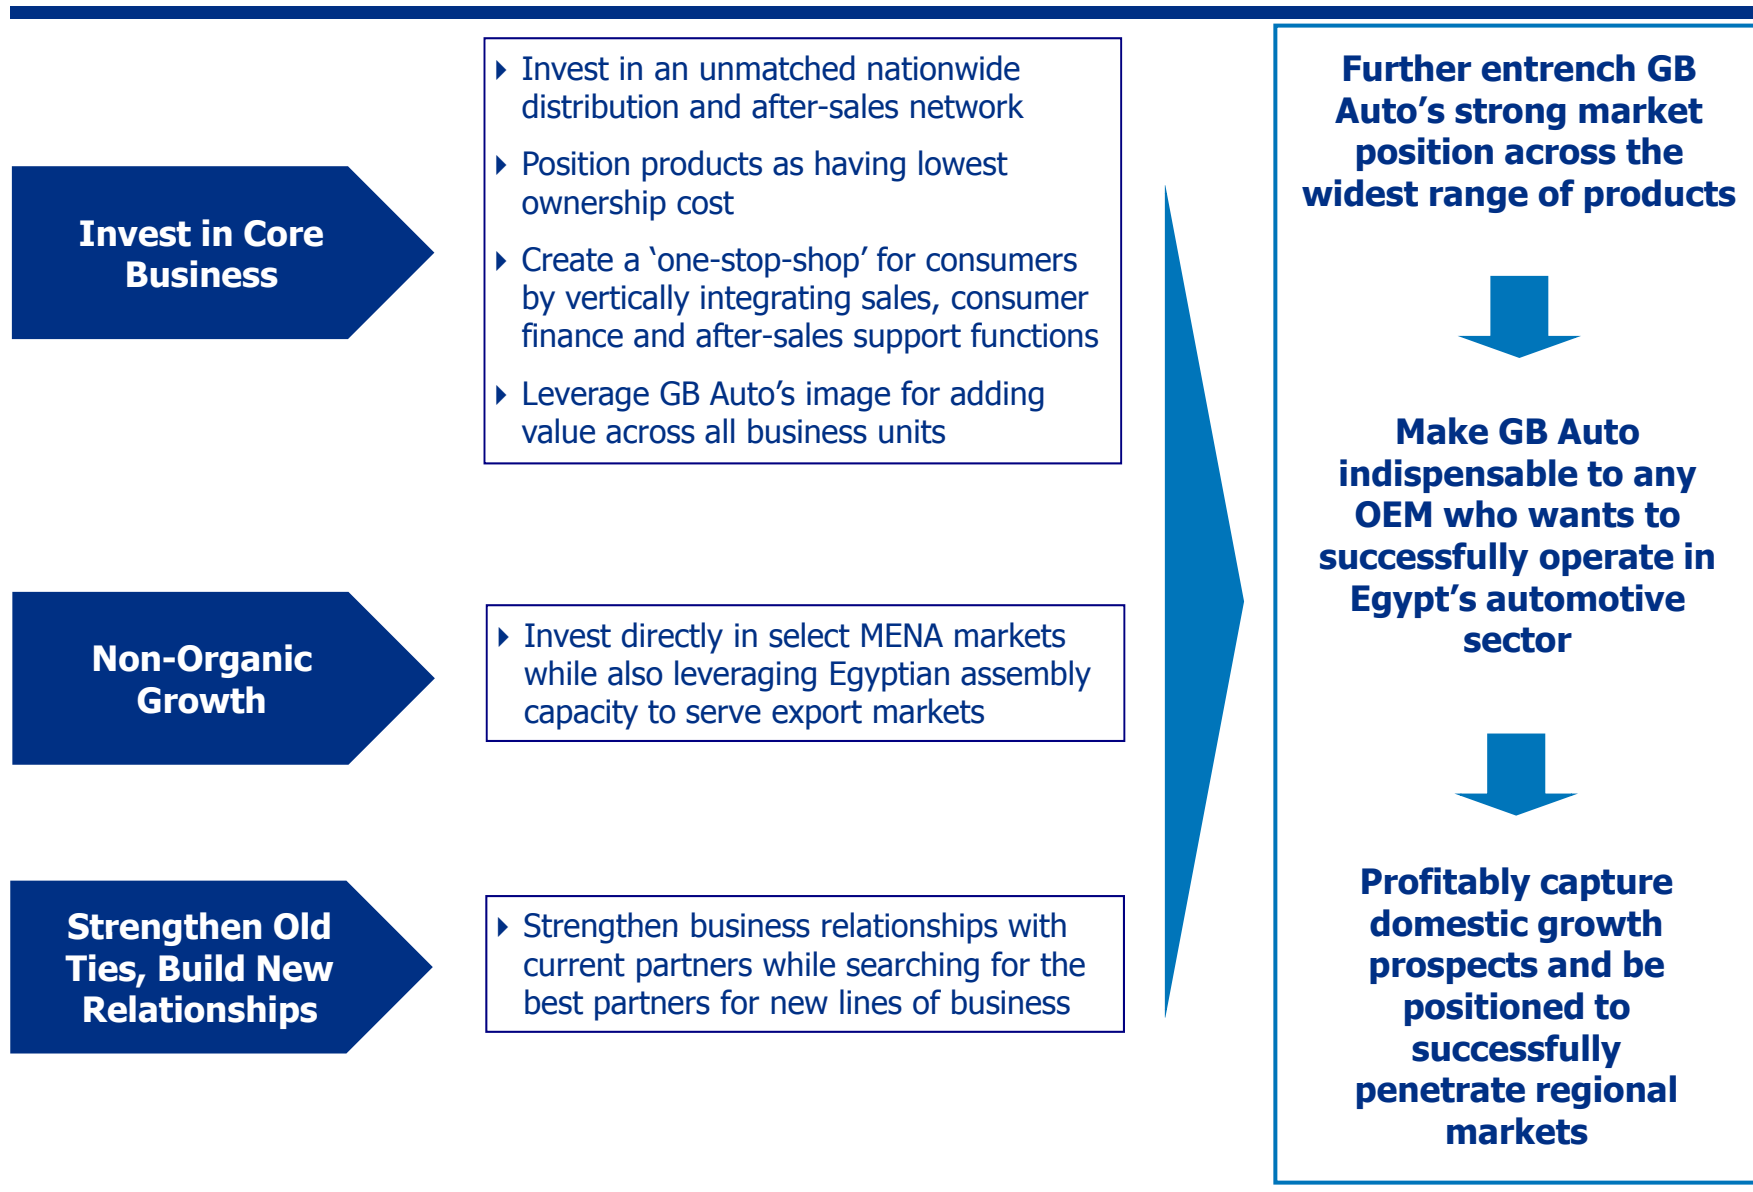 Invest in Core
Business
▸ Invest in an unmatched nationwide
distribution and after-sales network
▸ Position products as having lowest
ownership cost
▸ Create a ‘one-stop-shop’ for consumers
by vertically integrating sales, consumer
finance and after-sales support functions
▸ Leverage GB Auto’s image for adding
value across all business units
Non-Organic
Growth
▸ Invest directly in select MENA markets
while also leveraging Egyptian assembly
capacity to serve export markets
Strengthen Old
Ties, Build New
Relationships
▸ Strengthen business relationships with
current partners while searching for the
best partners for new lines of business
Further entrench GB
Auto’s strong market
position across the
widest range of products
Make GB Auto
indispensable to any
OEM who wants to
successfully operate in
Egypt’s automotive
sector
Profitably capture
domestic growth
prospects and be
positioned to
successfully
penetrate regional
markets